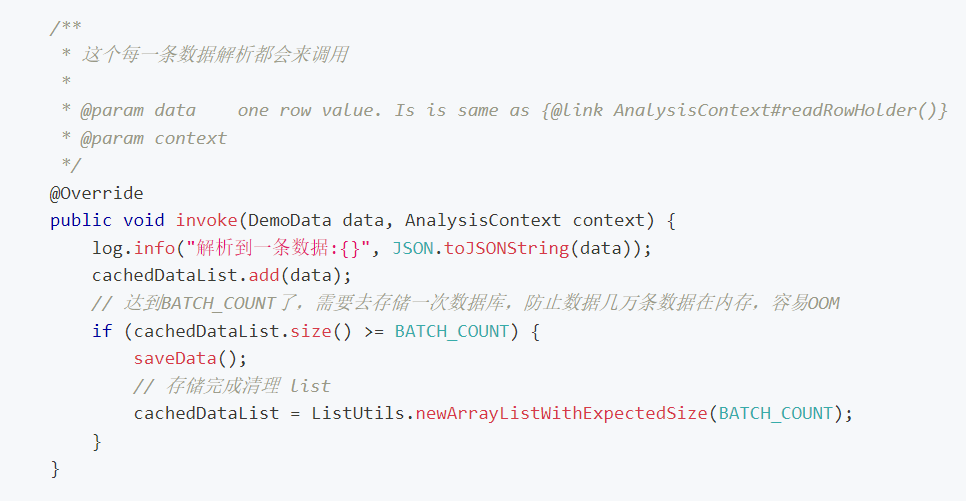 /**
 * 这个每一条数据解析都会来调用
 *
 * @param data    one row value. Is is same as {@link AnalysisContext#readRowHolder()}
 * @param context
 */
@Override
public void invoke(DemoData data, AnalysisContext context) {
    log.info("解析到一条数据:{}", JSON.toJSONString(data));
    cachedDataList.add(data);
    // 达到BATCH_COUNT了，需要去存储一次数据库，防止数据几万条数据在内存，容易OOM
    if (cachedDataList.size() >= BATCH_COUNT) {
        saveData();
        // 存储完成清理 list
        cachedDataList = ListUtils.newArrayListWithExpectedSize(BATCH_COUNT);
    }
}